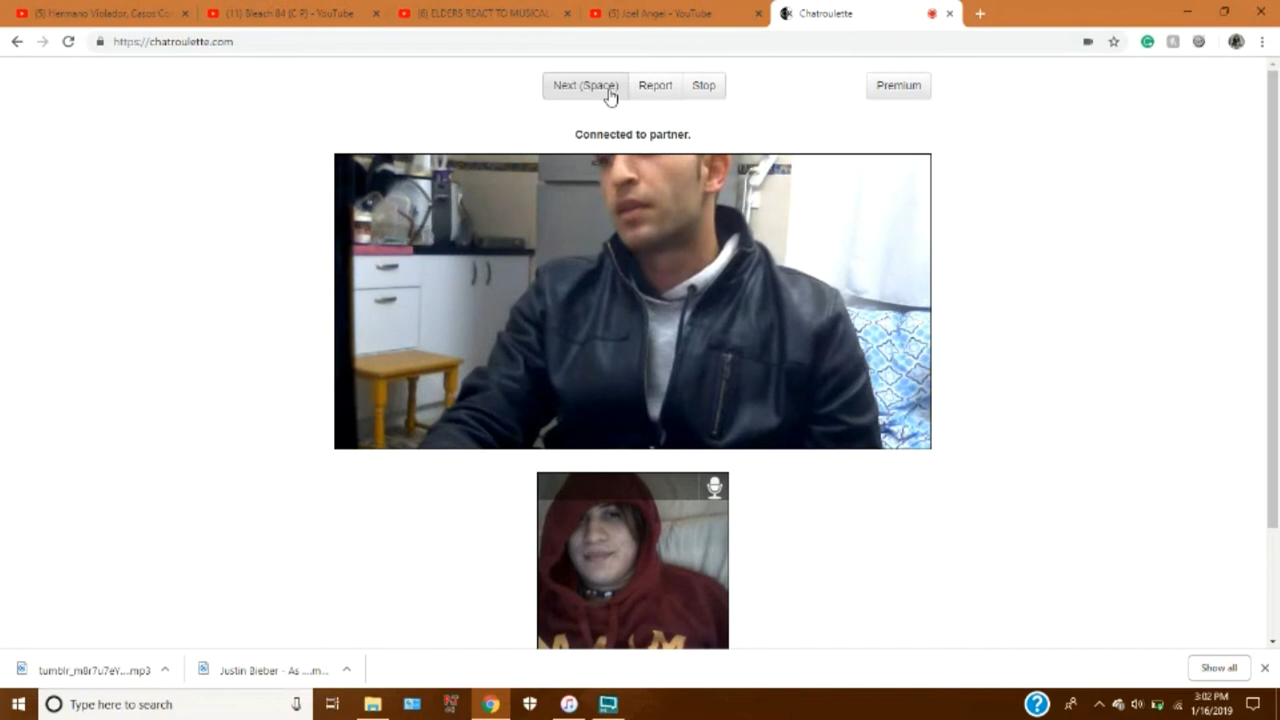 (5) Hermano Violador, Casos Co
(11) Bleach 84 (C P) - YouTube
(6) ELDERS REACT TO MUSICAL
(5) Joel Angel - YouTube
Chatroulette
https://chatroulette.com
Next (Space)
Report
Stop
Premium
Connected to partner.
tumblr_m8r7u7eY....mp3
Justin Bieber - As ....m...
Show all
Type here to search
3:02 PM
1/16/2019